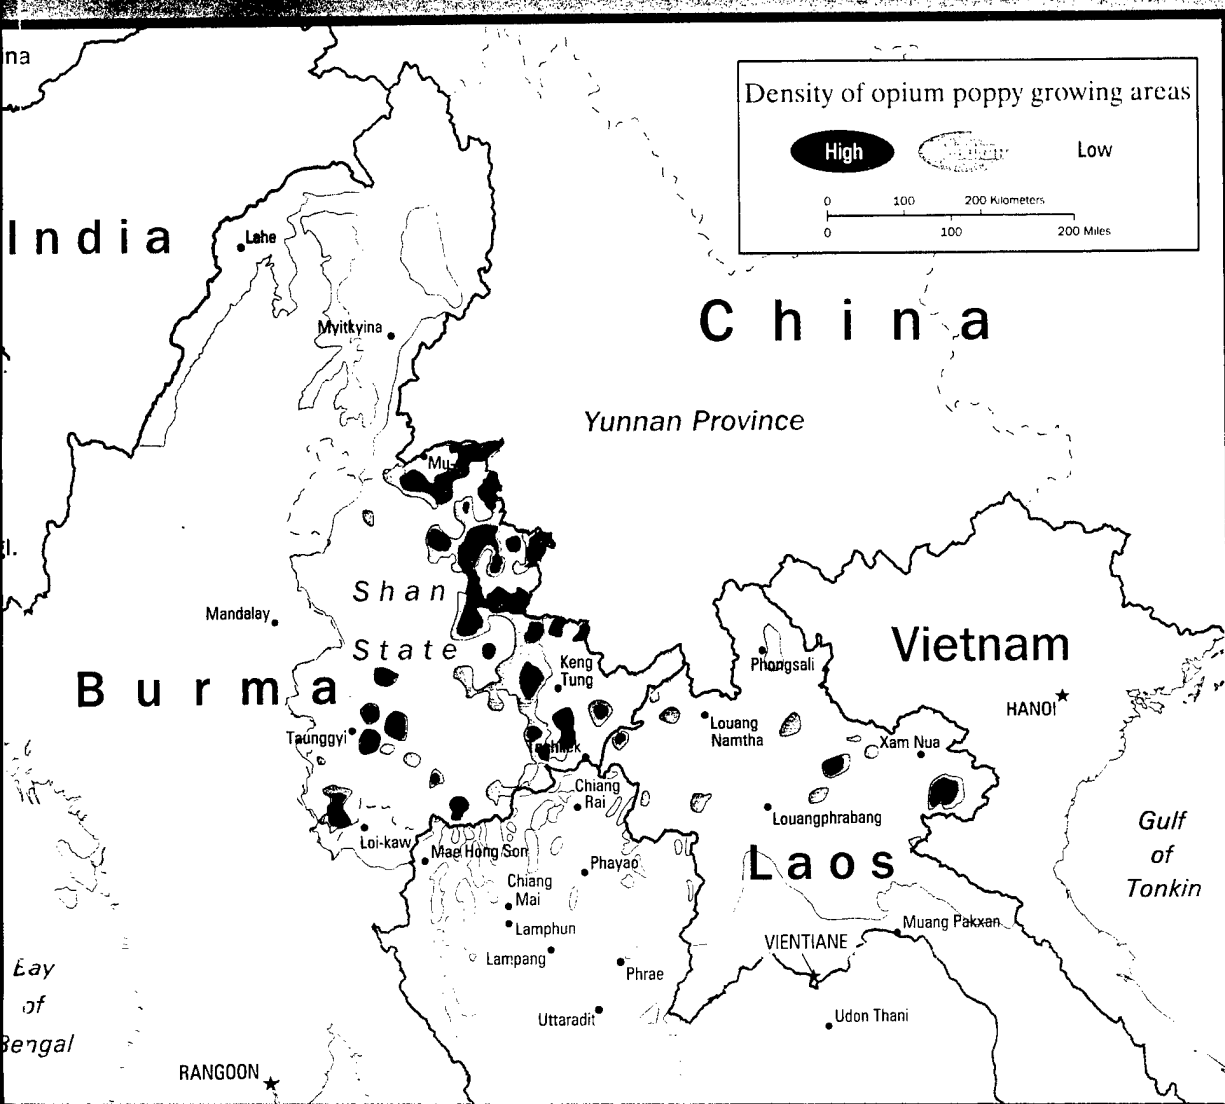 Density of opium poppy growing areas
High
Low
0 100 200 Kilometers
0 100 200 Miles
India
Lahe
Myitkyina
China
Yunnan Province
Mu-
Shan
State
Mandalay
Burma
Keng
Tung
Taunggyi
Loi-kaw
Phongsali
Vietnam
HANOI
Louang
Namtha
Xam Nua
Louangphrabang
Laos
Gulf
of
Tonkin
Chiang
Rai
Mae Hong Son
Phayao
Chiang
Mai
Lamphun
Lampang
Phrae
Uttaradit
VIENTIANE
Muang Pakxan
Udon Thani
Bay
of
Bengal
RANGOON